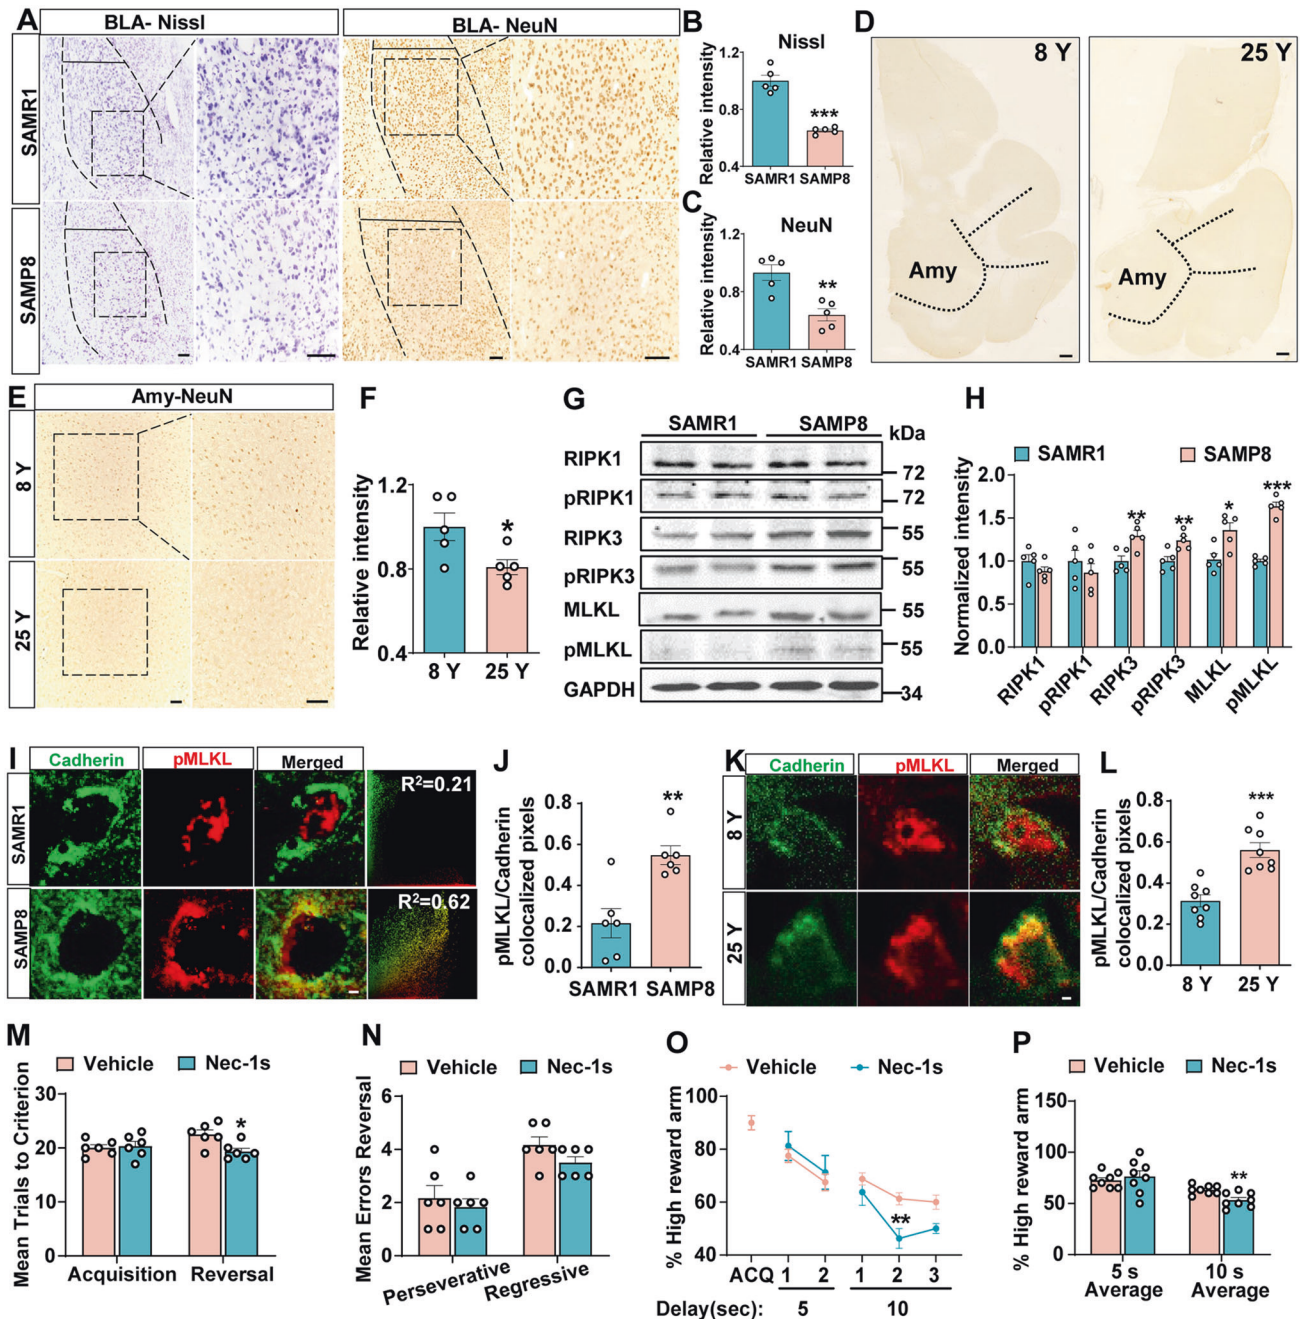 A
BLA- Nissl
BLA- NeuN
SAMR1
SAMP8
B
Nissl
Relative intensity
1.2
0.8
0.4
***
SAMR1 SAMP8
C
NeuN
Relative intensity
1.2
0.8
0.4
**
SAMR1 SAMP8
D
8 Y
25 Y
Amy
Amy
E
Amy-NeuN
8 Y
25 Y
F
Relative intensity
1.2
0.8
0.4
*
8 Y 25 Y
G
SAMR1 SAMP8
kDa
RIPK1
72
pRIPK1
72
RIPK3
55
pRIPK3
55
MLKL
55
pMLKL
55
GAPDH
34
H
SAMR1 SAMP8
Normalized intensity
2.0
1.5
1.0
0.5
0.0
** ** * ***
RIPK1 pRIPK1 RIPK3 pRIPK3 MLKL pMLKL
I
Cadherin pMLKL Merged
SAMR1
R²=0.21
SAMP8
R²=0.62
J
pMLKL/Cadherin
colocalized pixels
0.8
0.6
0.4
0.2
0.0
**
SAMR1 SAMP8
K
Cadherin pMLKL Merged
8 Y
25 Y
L
pMLKL/Cadherin
colocalized pixels
0.8
0.6
0.4
0.2
0.0
***
8 Y 25 Y
M
Vehicle Nec-1s
Mean Trials to Criterion
30
20
10
0
*
Acquisition Reversal
N
Vehicle Nec-1s
Mean Errors Reversal
6
4
2
0
Perseverative Regressive
O
Vehicle Nec-1s
% High reward arm
100
80
60
40
**
ACQ 1 2 1 2 3
Delay(sec): 5 10
P
Vehicle Nec-1s
% High reward arm
150
100
50
0
**
5 s 10 s
Average Average